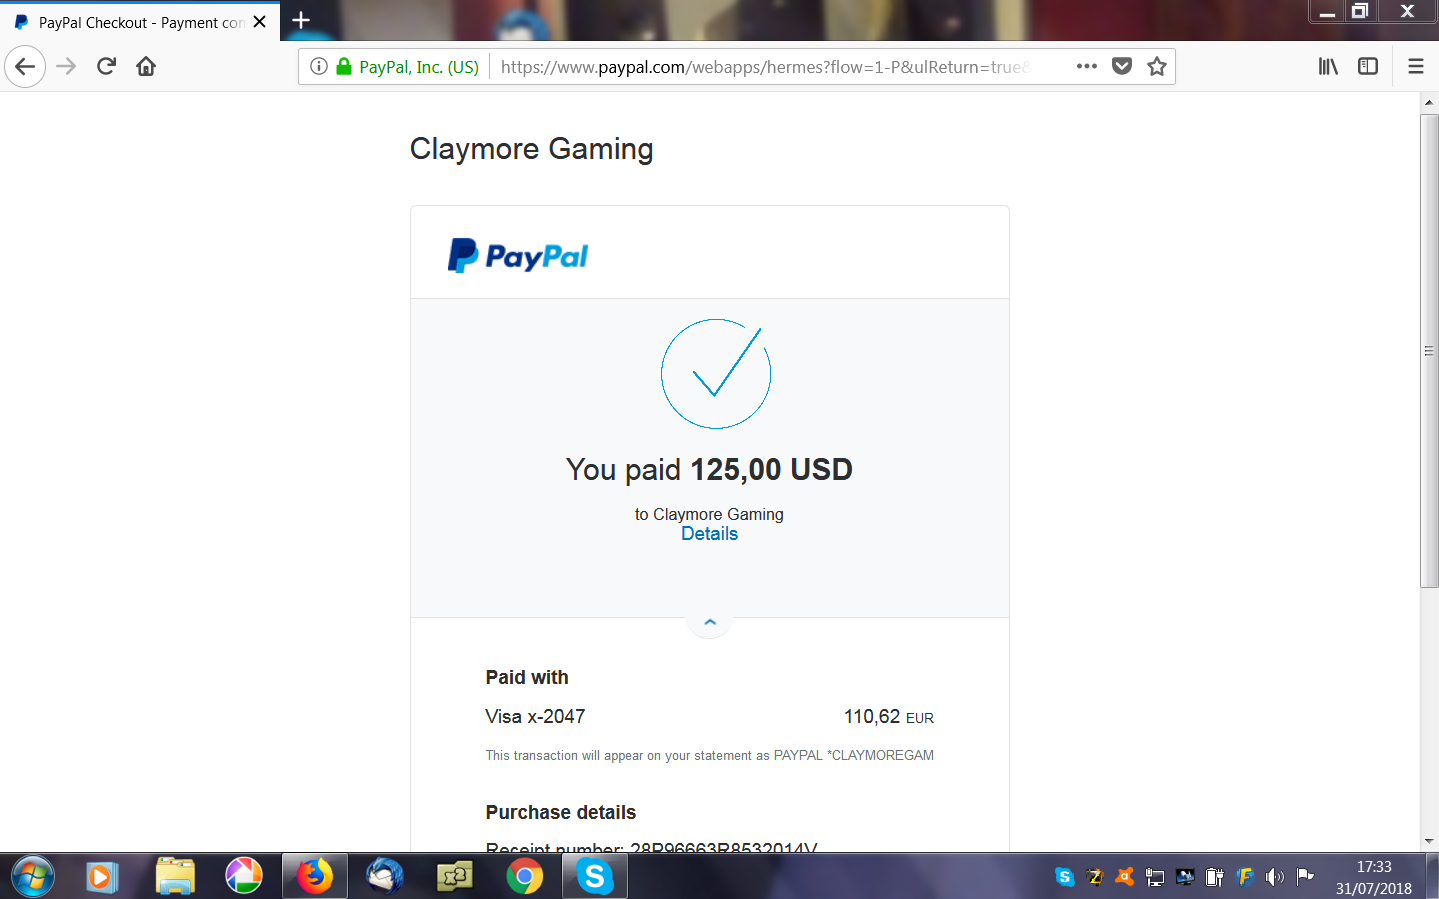 PayPal Checkout - Payment con
PayPal, Inc. (US)
https://www.paypal.com/webapps/hermes?flow=1-P&ulReturn=true&
Claymore Gaming
PayPal
You paid 125,00 USD
to Claymore Gaming
Details
Paid with
Visa x-2047
110,62 EUR
This transaction will appear on your statement as PAYPAL *CLAYMOREGAM
Purchase details
Receipt number: 28P96663R8532014V
17:33
31/07/2018